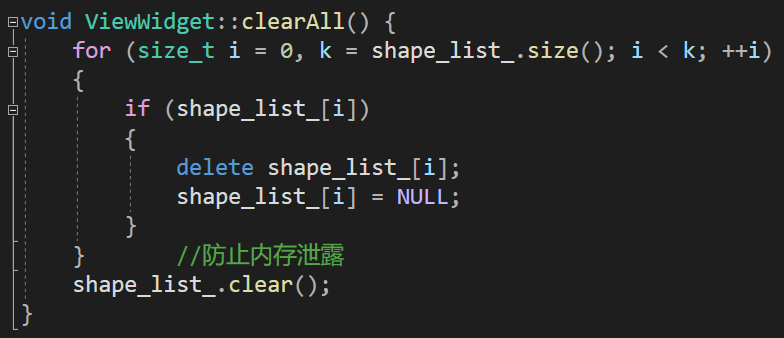 void ViewWidget::clearAll() {
    for (size_t i = 0, k = shape_list_.size(); i < k; ++i)
    {
        if (shape_list_[i])
        {
            delete shape_list_[i];
            shape_list_[i] = NULL;
        }
    }       //防止内存泄露
    shape_list_.clear();
}